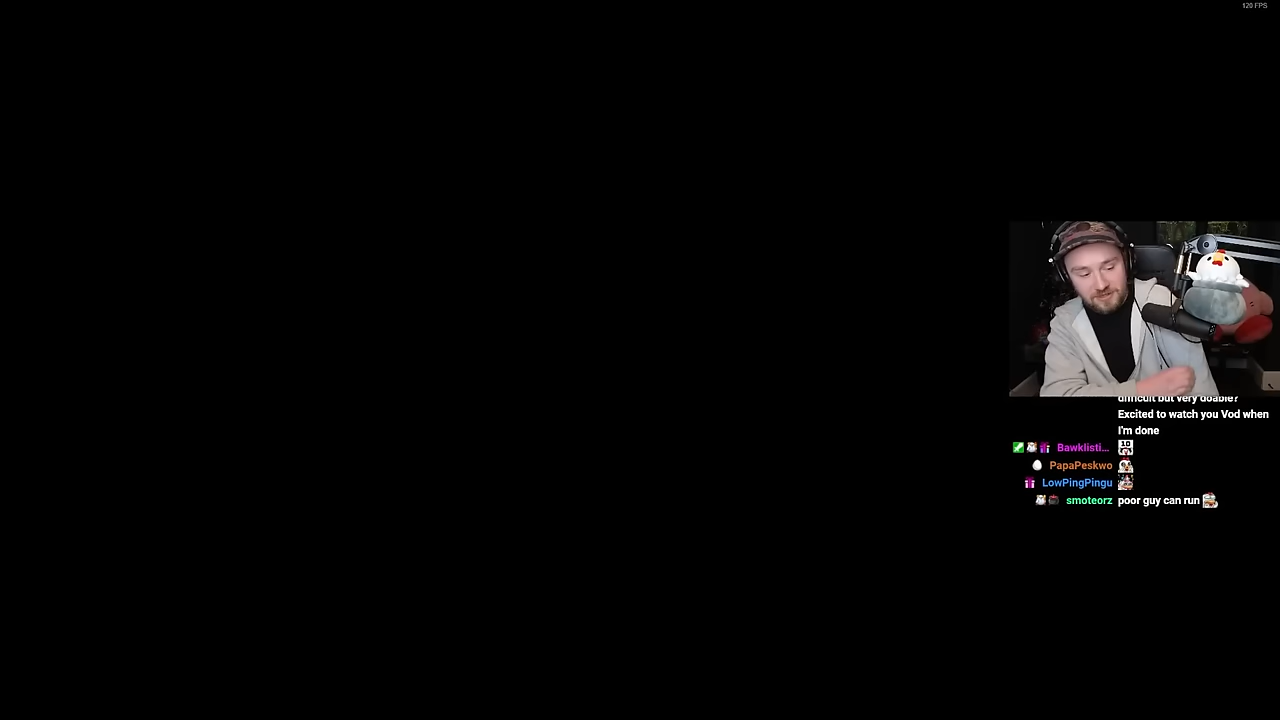 120 FPS
difficult but very doable?
Excited to watch you Vod when
I'm done
Bawklisti...
PapaPeskwo
LowPingPingu
smoteorz poor guy can run